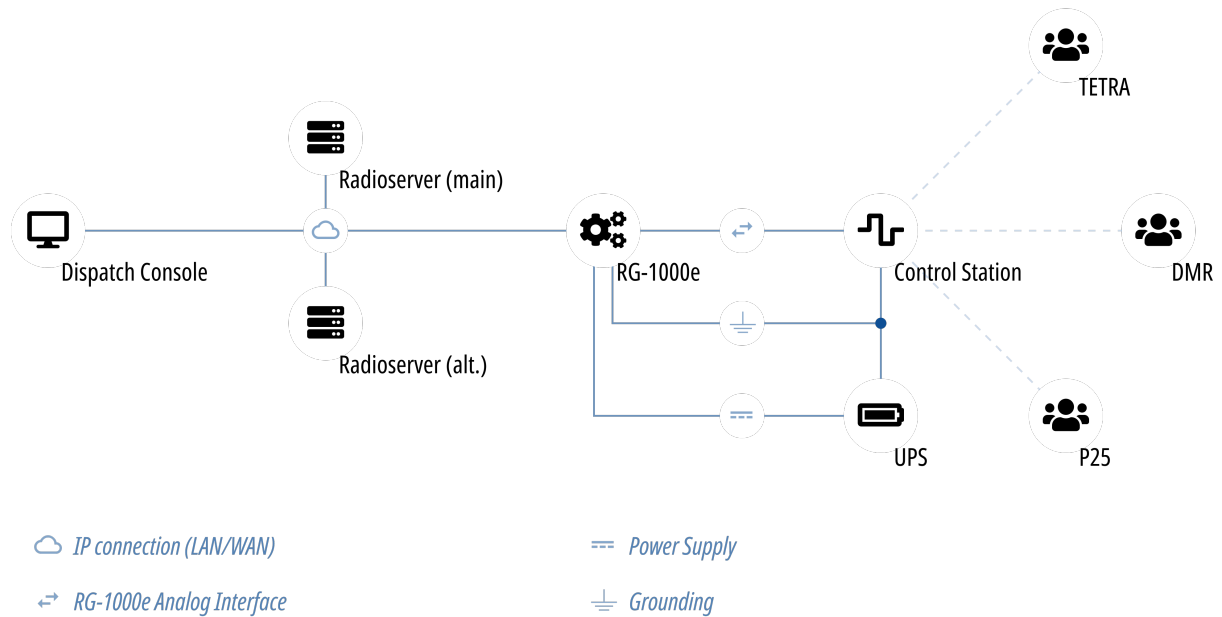 TETRA
Radioserver (main)
Dispatch Console
RG-1000e
Control Station
DMR
Radioserver (alt.)
UPS
P25
IP connection (LAN/WAN)
Power Supply
RG-1000e Analog Interface
Grounding